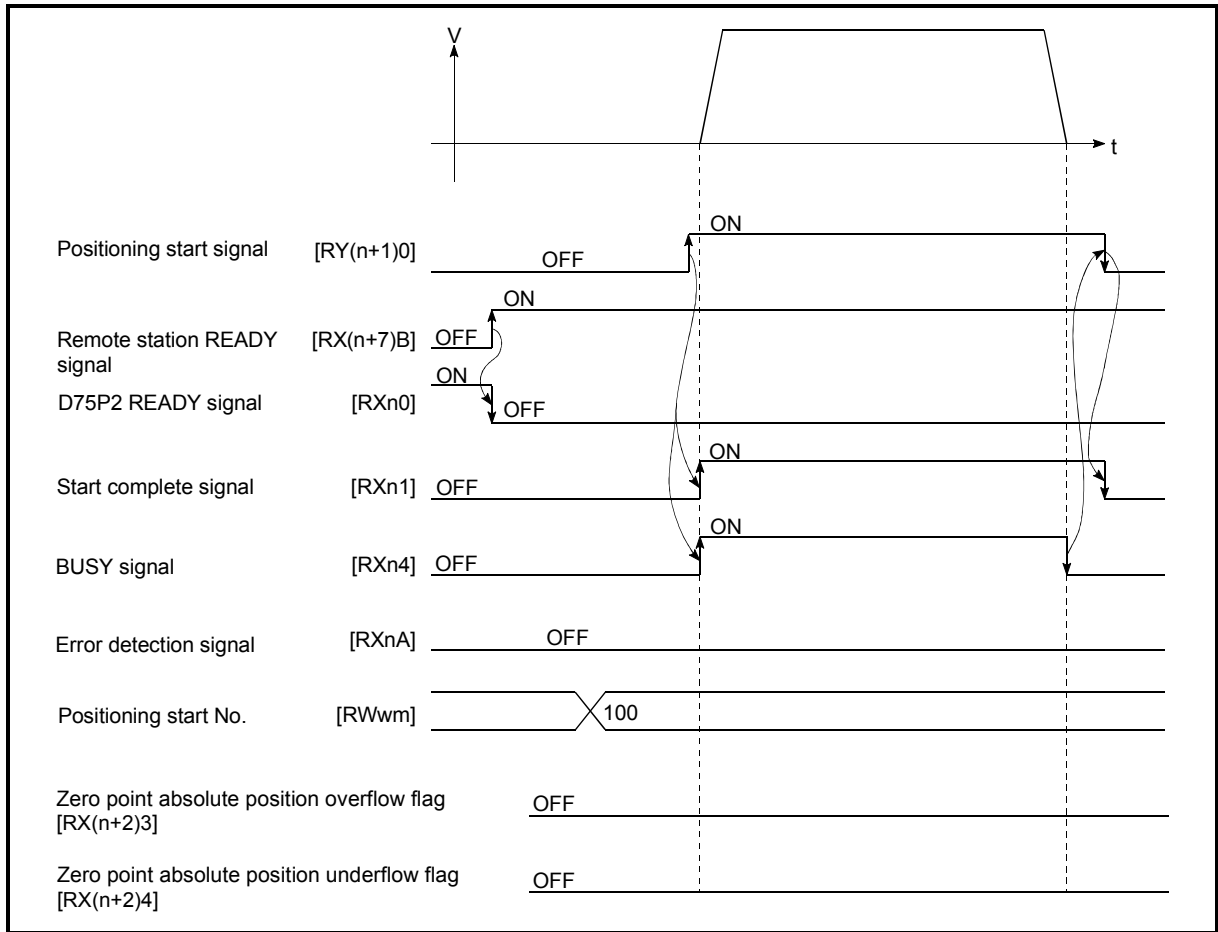 V
t
Positioning start signal [RY(n+1)0] OFF ON
Remote station READY [RX(n+7)B] OFF ON
signal
D75P2 READY signal [RXn0] ON OFF
Start complete signal [RXn1] OFF ON
BUSY signal [RXn4] OFF ON
Error detection signal [RXnA] OFF
Positioning start No. [RWwm] 100
Zero point absolute position overflow flag OFF
[RX(n+2)3]
Zero point absolute position underflow flag OFF
[RX(n+2)4]